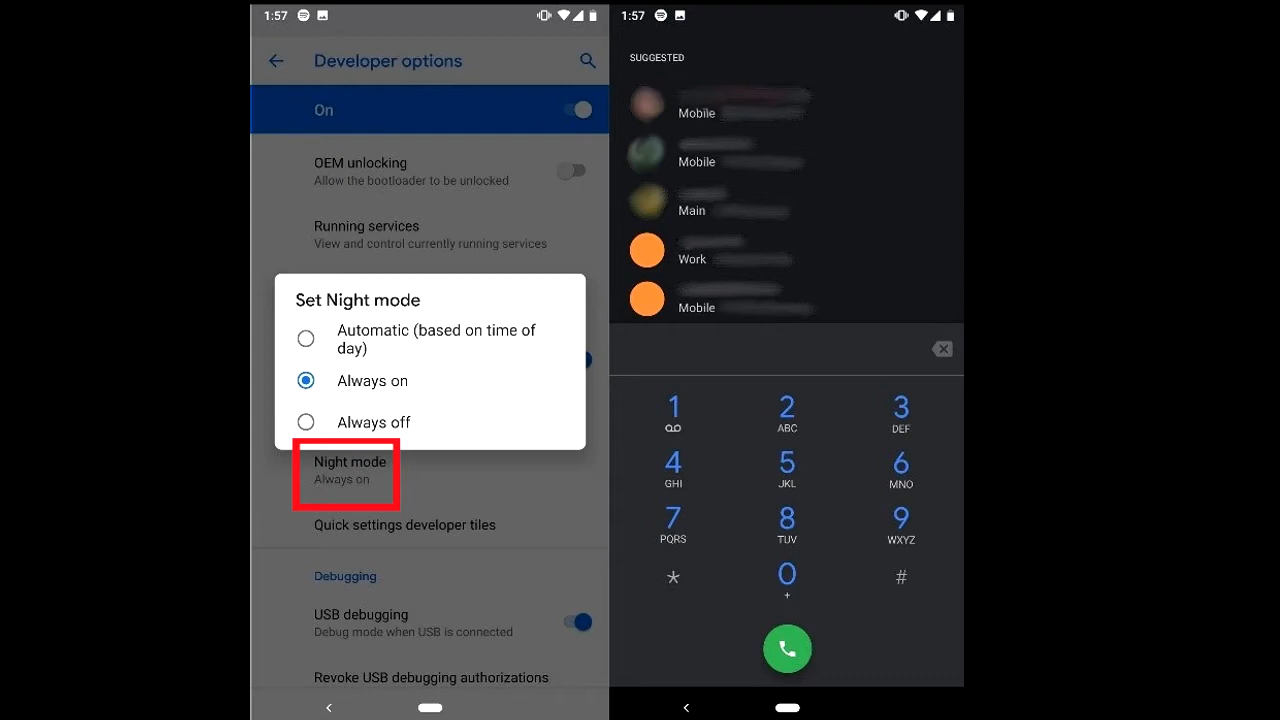 1:57
Developer options
On
OEM unlocking
Allow the bootloader to be unlocked
Running services
View and control currently running services
Set Night mode
Automatic (based on time of
day)
Always on
Always off
Night mode
Always on
Quick settings developer tiles
Debugging
USB debugging
Debug mode when USB is connected
Revoke USB debugging authorizations
1:57
SUGGESTED
Mobile
Mobile
Main
Work
Mobile
1 2 3
ABC DEF
4 5 6
GHI JKL MNO
7 8 9
PQRS TUV WXYZ
* 0 #
+